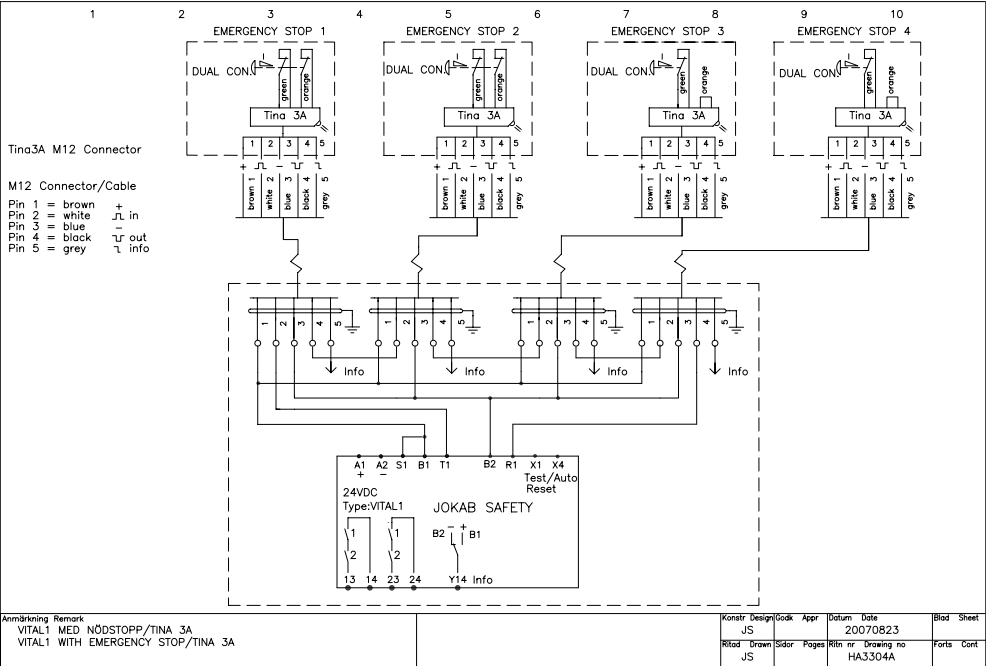 1 2 3 4 5 6 7 8 9 10
EMERGENCY STOP 1 EMERGENCY STOP 2 EMERGENCY STOP 3 EMERGENCY STOP 4
DUAL CON. DUAL CON. DUAL CON. DUAL CON.
green orange green orange green orange green orange
Tina 3A Tina 3A Tina 3A Tina 3A
Tina3A M12 Connector
1 2 3 4 5 1 2 3 4 5 1 2 3 4 5 1 2 3 4 5
+ − + − + − + −
brown 1 white 2 blue 3 black 4 grey 5 brown 1 white 2 blue 3 black 4 grey 5 brown 1 white 2 blue 3 black 4 grey 5 brown 1 white 2 blue 3 black 4 grey 5
M12 Connector/Cable
Pin 1 = brown +
Pin 2 = white in
Pin 3 = blue −
Pin 4 = black out
Pin 5 = grey info
1 2 3 4 5 1 2 3 4 5 1 2 3 4 5 1 2 3 4 5
Info Info Info Info
A1 A2 S1 B1 T1 B2 R1 X1 X4
+ − Test/Auto
Reset
24VDC
Type:VITAL1 JOKAB SAFETY
1 1 B2 − + B1
2 2
13 14 23 24 Y14 Info
Anmärkning Remark
VITAL1 MED NÖDSTOPP/TINA 3A
VITAL1 WITH EMERGENCY STOP/TINA 3A
Konstr Design Godk Appr Datum Date Blad Sheet
JS 20070823
Ritad Drawn Sidor Pages Ritn nr Drawing no Forts Cont
JS HA3304A